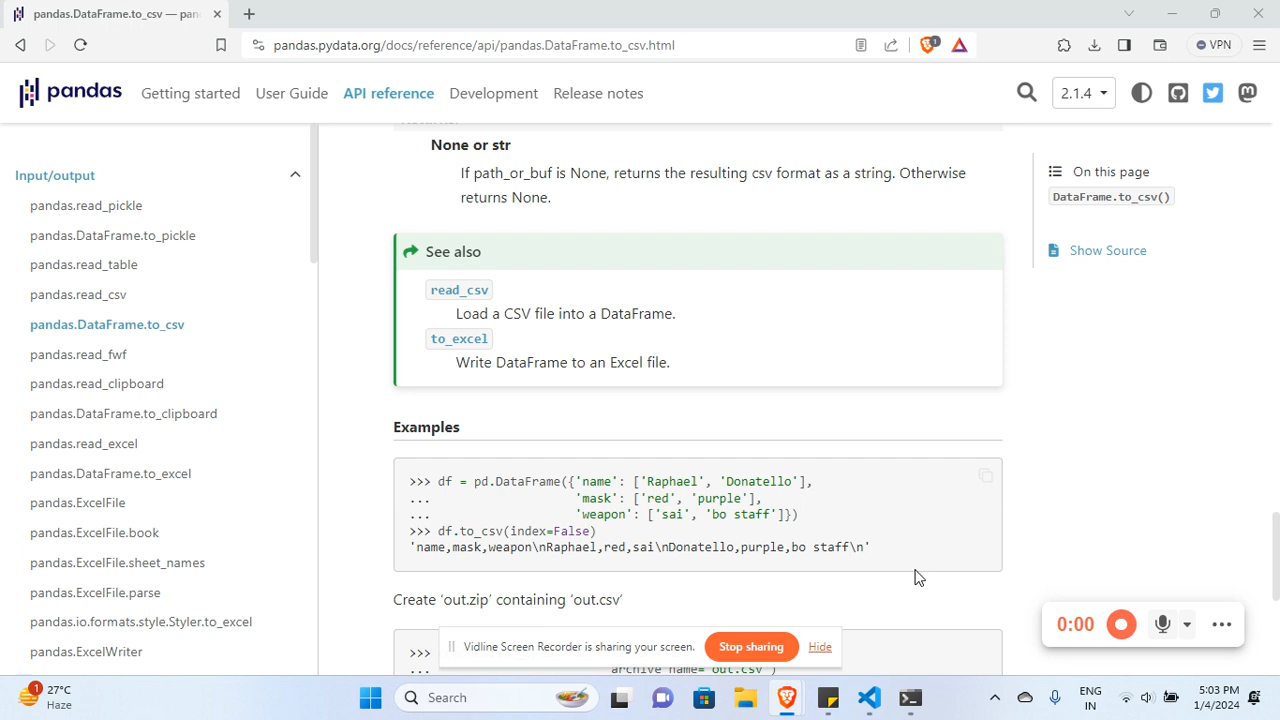 pandas.DataFrame.to_csv — pan
pandas.pydata.org/docs/reference/api/pandas.DataFrame.to_csv.html
1
VPN
pandas
Getting started
User Guide
API reference
Development
Release notes
2.1.4
Input/output
pandas.read_pickle
pandas.DataFrame.to_pickle
pandas.read_table
pandas.read_csv
pandas.DataFrame.to_csv
pandas.read_fwf
pandas.read_clipboard
pandas.DataFrame.to_clipboard
pandas.read_excel
pandas.DataFrame.to_excel
pandas.ExcelFile
pandas.ExcelFile.book
pandas.ExcelFile.sheet_names
pandas.ExcelFile.parse
pandas.io.formats.style.Styler.to_excel
pandas.ExcelWriter
None or str
If path_or_buf is None, returns the resulting csv format as a string. Otherwise
returns None.
See also
read_csv
Load a CSV file into a DataFrame.
to_excel
Write DataFrame to an Excel file.
Examples
>>> df = pd.DataFrame({'name': ['Raphael', 'Donatello'],
... 'mask': ['red', 'purple'],
... 'weapon': ['sai', 'bo staff']})
>>> df.to_csv(index=False)
'name,mask,weapon\nRaphael,red,sai\nDonatello,purple,bo staff\n'
Create ‘out.zip’ containing ‘out.csv’
>>>
...
On this page
DataFrame.to_csv()
Show Source
Vidline Screen Recorder is sharing your screen.
Stop sharing
Hide
0:00
1
27°C
Haze
Search
ENG
IN
5:03 PM
1/4/2024